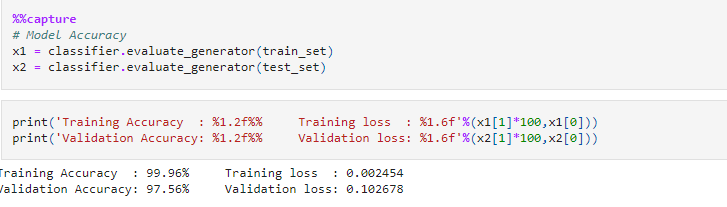 %%capture
# Model Accuracy
x1 = classifier.evaluate_generator(train_set)
x2 = classifier.evaluate_generator(test_set)
print('Training Accuracy  : %1.2f%%     Training loss  : %1.6f'%(x1[1]*100,x1[0]))
print('Validation Accuracy: %1.2f%%     Validation loss: %1.6f'%(x2[1]*100,x2[0]))
Training Accuracy  : 99.96%     Training loss  : 0.002454
Validation Accuracy: 97.56%     Validation loss: 0.102678